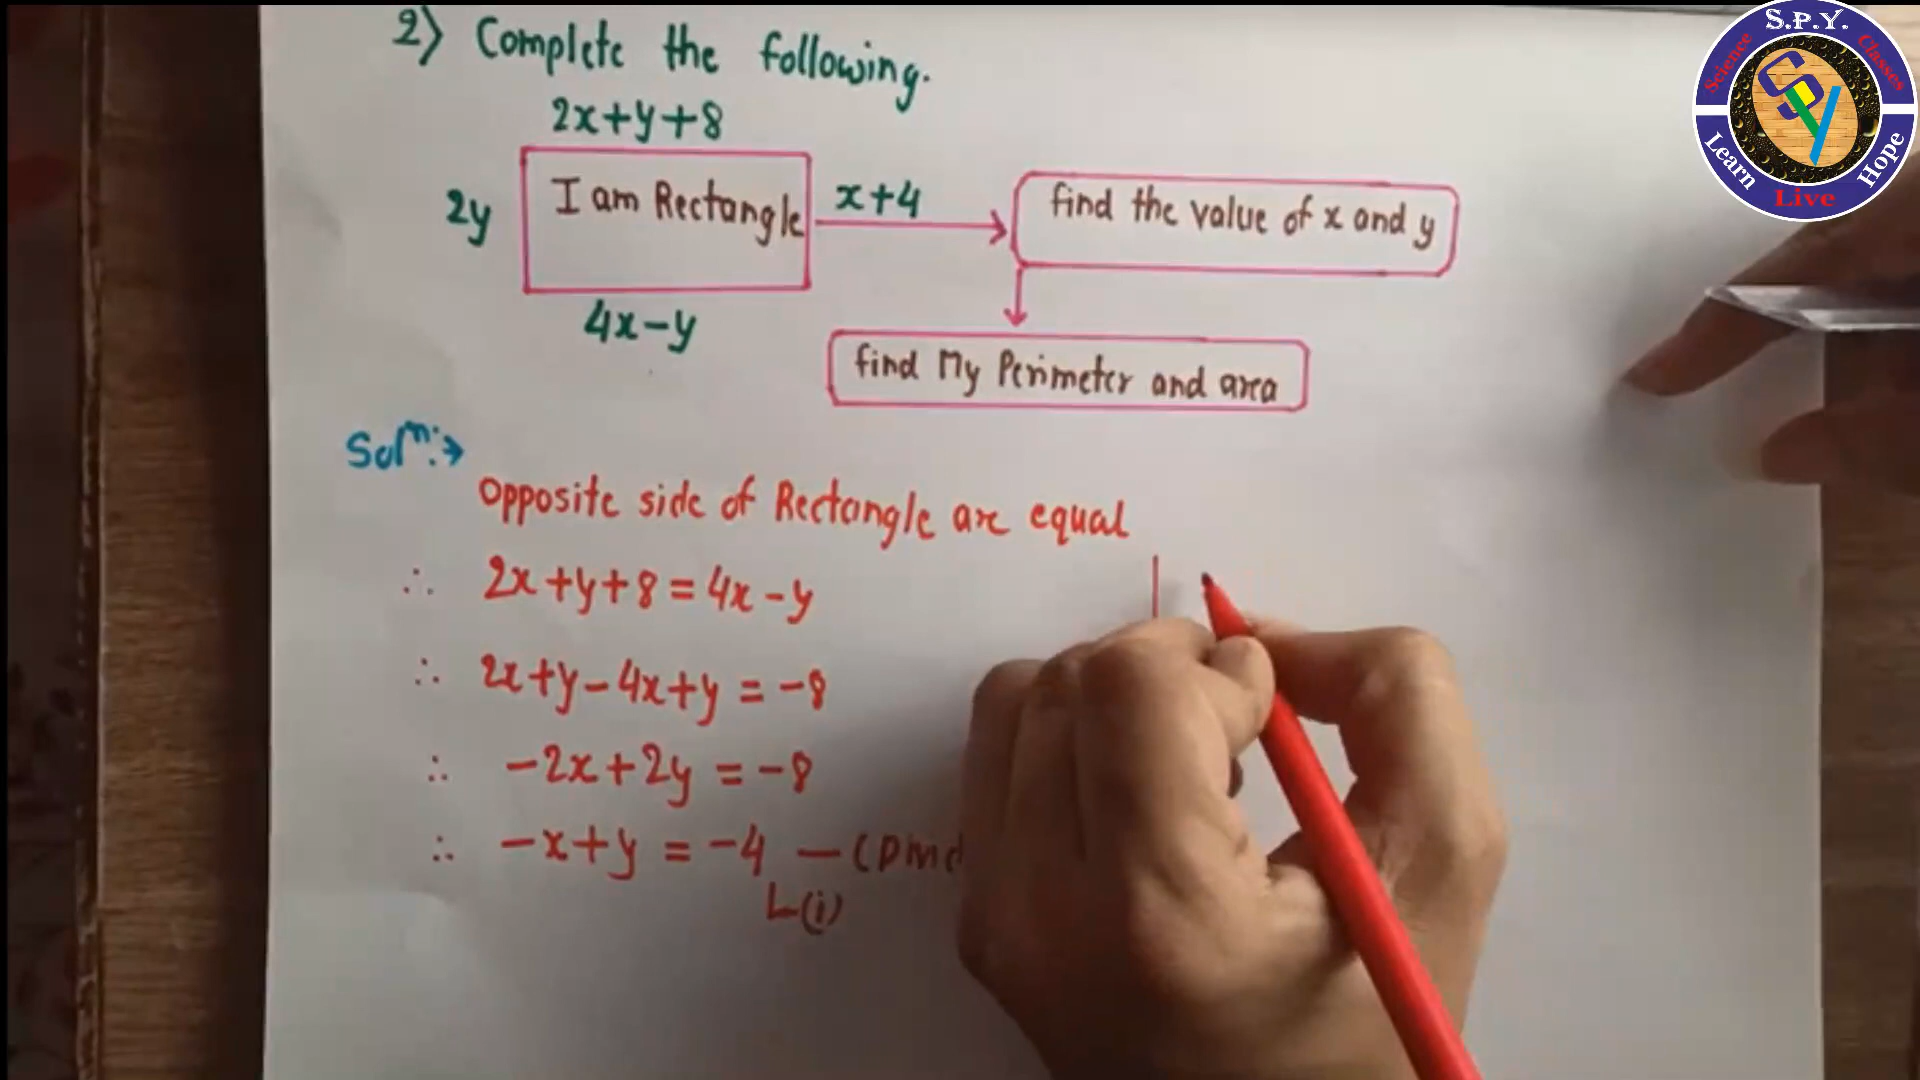 2) Complete the following.
2x+y+8
2y
I am Rectangle
x+4
find the value of x and y
4x-y
find My Perimeter and area
Solⁿ:→
Opposite side of Rectangle are equal
∴ 2x+y+8=4x-y
∴ 2x+y-4x+y = -8
∴ -2x+2y = -8
∴ -x+y = -4 —
(i)
S.P.Y.
Science
Classes
SPY
Learn
Live
Hope